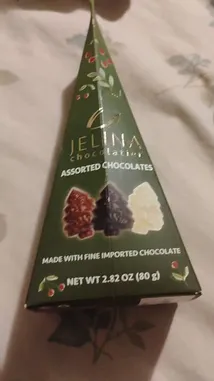 JELINA
chocolatier
ASSORTED CHOCOLATES
MADE WITH FINE IMPORTED CHOCOLATE
NET WT 2.82 OZ (80 g)